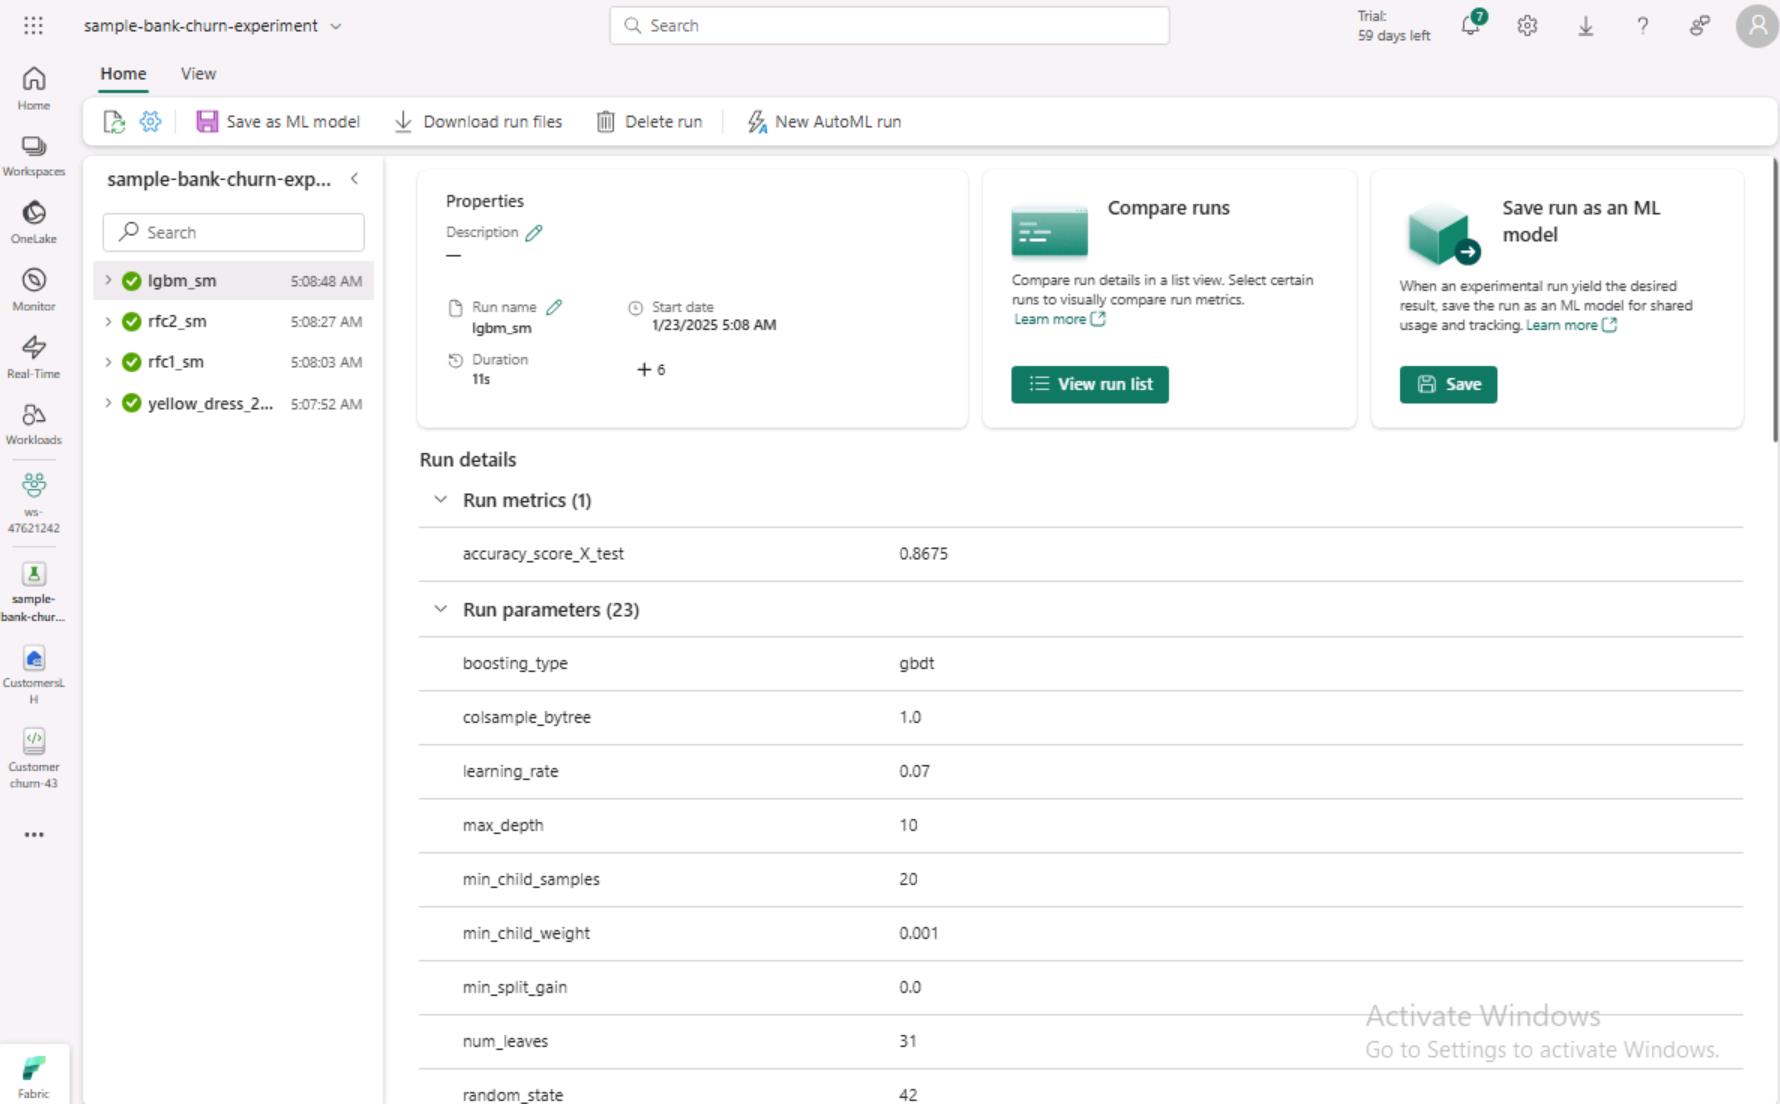 sample-bank-churn-experiment
Search
Trial:
59 days left
7
Home
View
Save as ML model
Download run files
Delete run
New AutoML run
Home
Workspaces
OneLake
Monitor
Real-Time
Workloads
ws-
47621242
sample-
bank-chur...
CustomersL
H
Customer
churn-43
Fabric
sample-bank-churn-exp...
Search
lgbm_sm 5:08:48 AM
rfc2_sm 5:08:27 AM
rfc1_sm 5:08:03 AM
yellow_dress_2... 5:07:52 AM
Properties
Description
—
Run name
lgbm_sm
Start date
1/23/2025 5:08 AM
Duration
11s
+ 6
Compare runs
Compare run details in a list view. Select certain
runs to visually compare run metrics.
Learn more
View run list
Save run as an ML
model
When an experimental run yield the desired
result, save the run as an ML model for shared
usage and tracking. Learn more
Save
Run details
Run metrics (1)
accuracy_score_X_test 0.8675
Run parameters (23)
boosting_type gbdt
colsample_bytree 1.0
learning_rate 0.07
max_depth 10
min_child_samples 20
min_child_weight 0.001
min_split_gain 0.0
num_leaves 31
random_state 42
Activate Windows
Go to Settings to activate Windows.